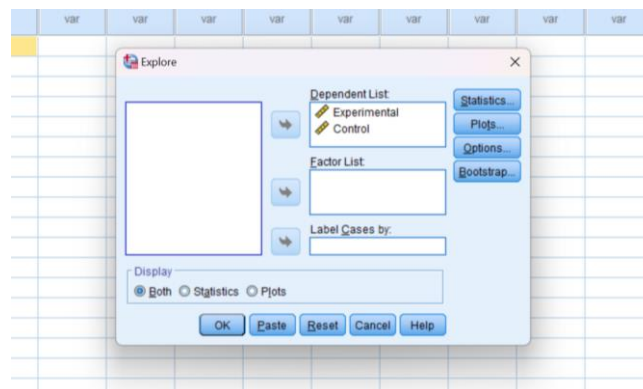 var var var var var var var var var
Explore
Dependent List:
Experimental
Control
Factor List:
Label Cases by:
Statistics...
Plots...
Options...
Bootstrap...
Display
Both Statistics Plots
OK Paste Reset Cancel Help